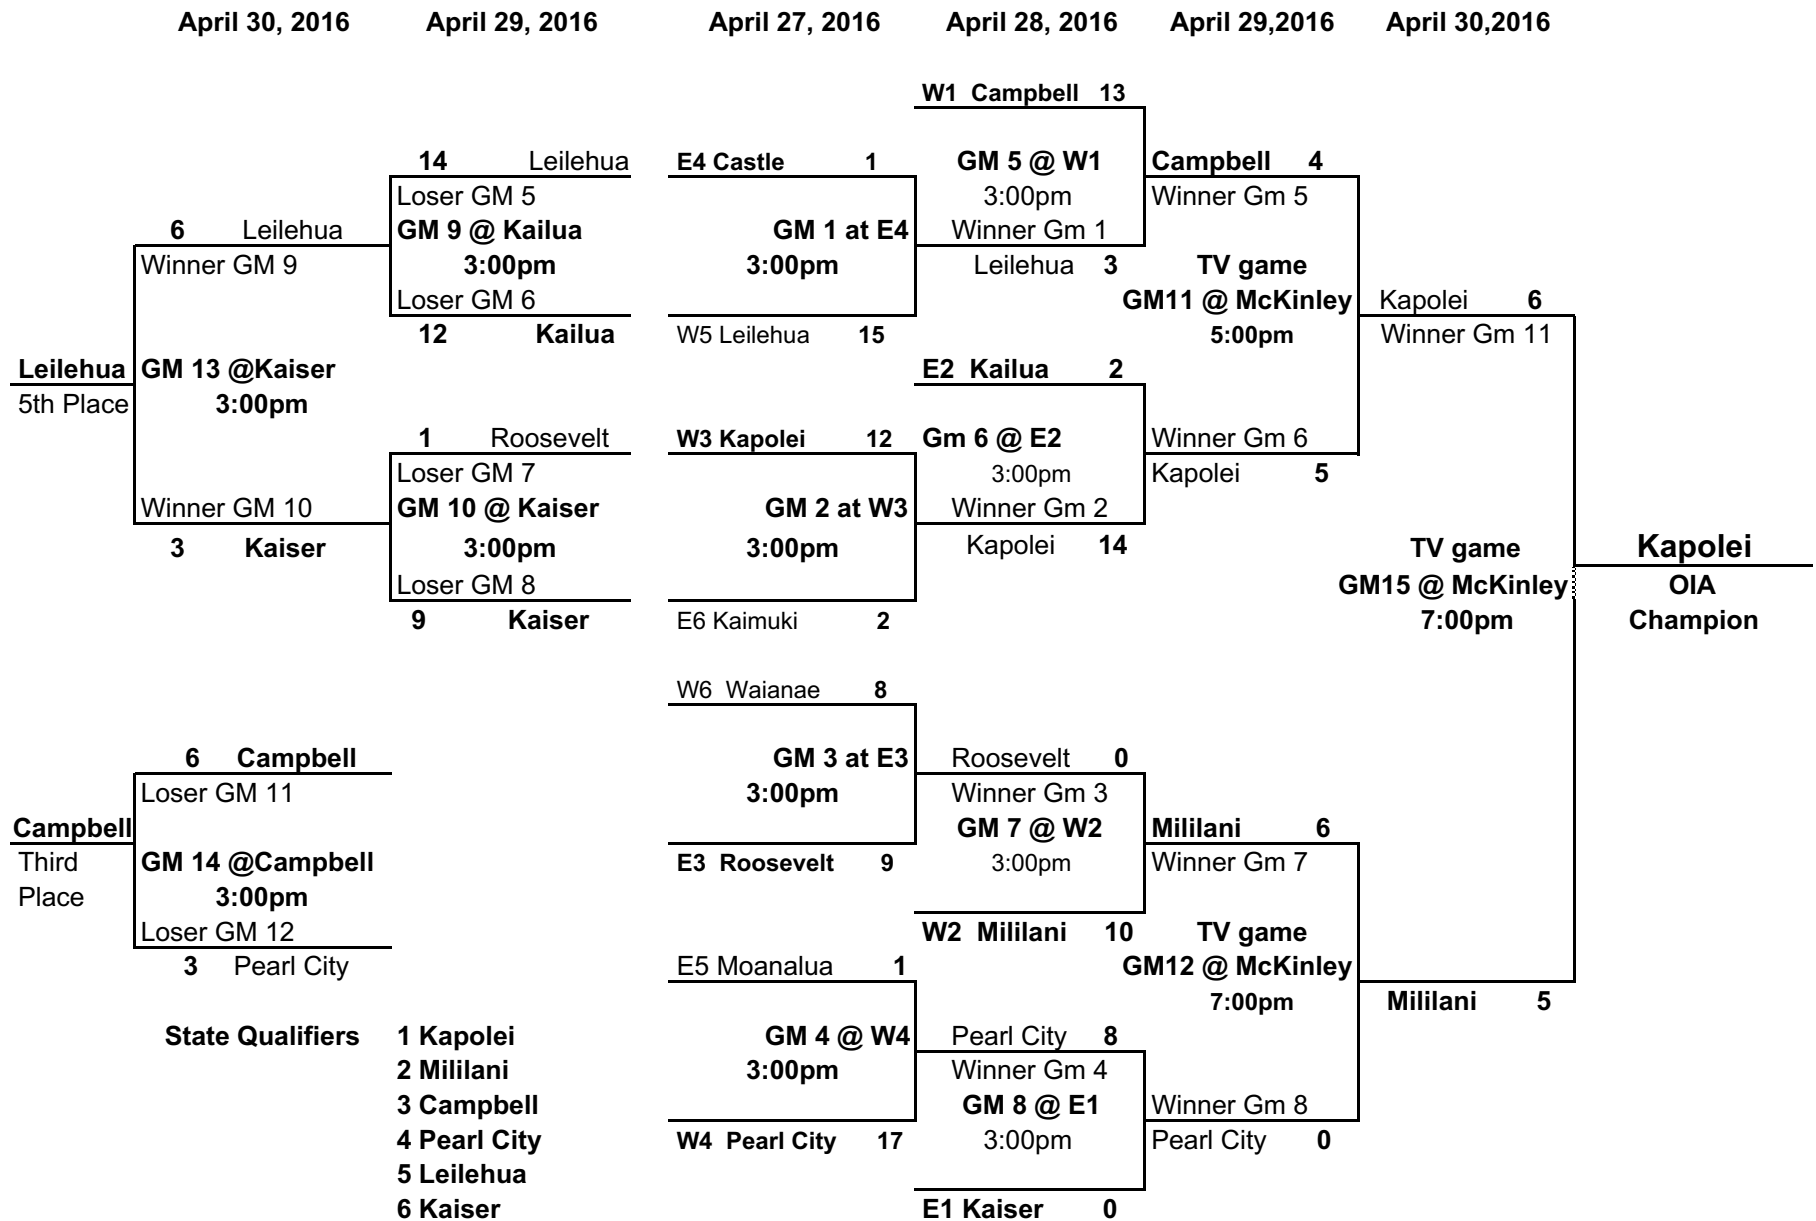 April 30, 2016 April 29, 2016 April 27, 2016 April 28, 2016 April 29,2016 April 30,2016
W1 Campbell 13
14 Leilehua E4 Castle 1 GM 5 @ W1 Campbell 4
Loser GM 5 3:00pm Winner Gm 5
6 Leilehua GM 9 @ Kailua GM 1 at E4 Winner Gm 1
Winner GM 9 3:00pm 3:00pm Leilehua 3 TV game
Loser GM 6 GM11 @ McKinley Kapolei 6
12 Kailua W5 Leilehua 15 5:00pm Winner Gm 11
Leilehua GM 13 @Kaiser E2 Kailua 2
5th Place 3:00pm
1 Roosevelt W3 Kapolei 12 Gm 6 @ E2 Winner Gm 6
Loser GM 7 3:00pm Kapolei 5
Winner GM 10 GM 10 @ Kaiser GM 2 at W3 Winner Gm 2
3 Kaiser 3:00pm 3:00pm Kapolei 14 TV game Kapolei
Loser GM 8 GM15 @ McKinley OIA
9 Kaiser E6 Kaimuki 2 7:00pm Champion
W6 Waianae 8
6 Campbell GM 3 at E3 Roosevelt 0
Loser GM 11 3:00pm Winner Gm 3
Campbell GM 7 @ W2 Mililani 6
Third GM 14 @Campbell E3 Roosevelt 9 3:00pm Winner Gm 7
Place 3:00pm
Loser GM 12 W2 Mililani 10 TV game
3 Pearl City E5 Moanalua 1 GM12 @ McKinley
7:00pm Mililani 5
State Qualifiers 1 Kapolei GM 4 @ W4 Pearl City 8
2 Mililani 3:00pm Winner Gm 4
3 Campbell GM 8 @ E1 Winner Gm 8
4 Pearl City W4 Pearl City 17 3:00pm Pearl City 0
5 Leilehua
6 Kaiser E1 Kaiser 0